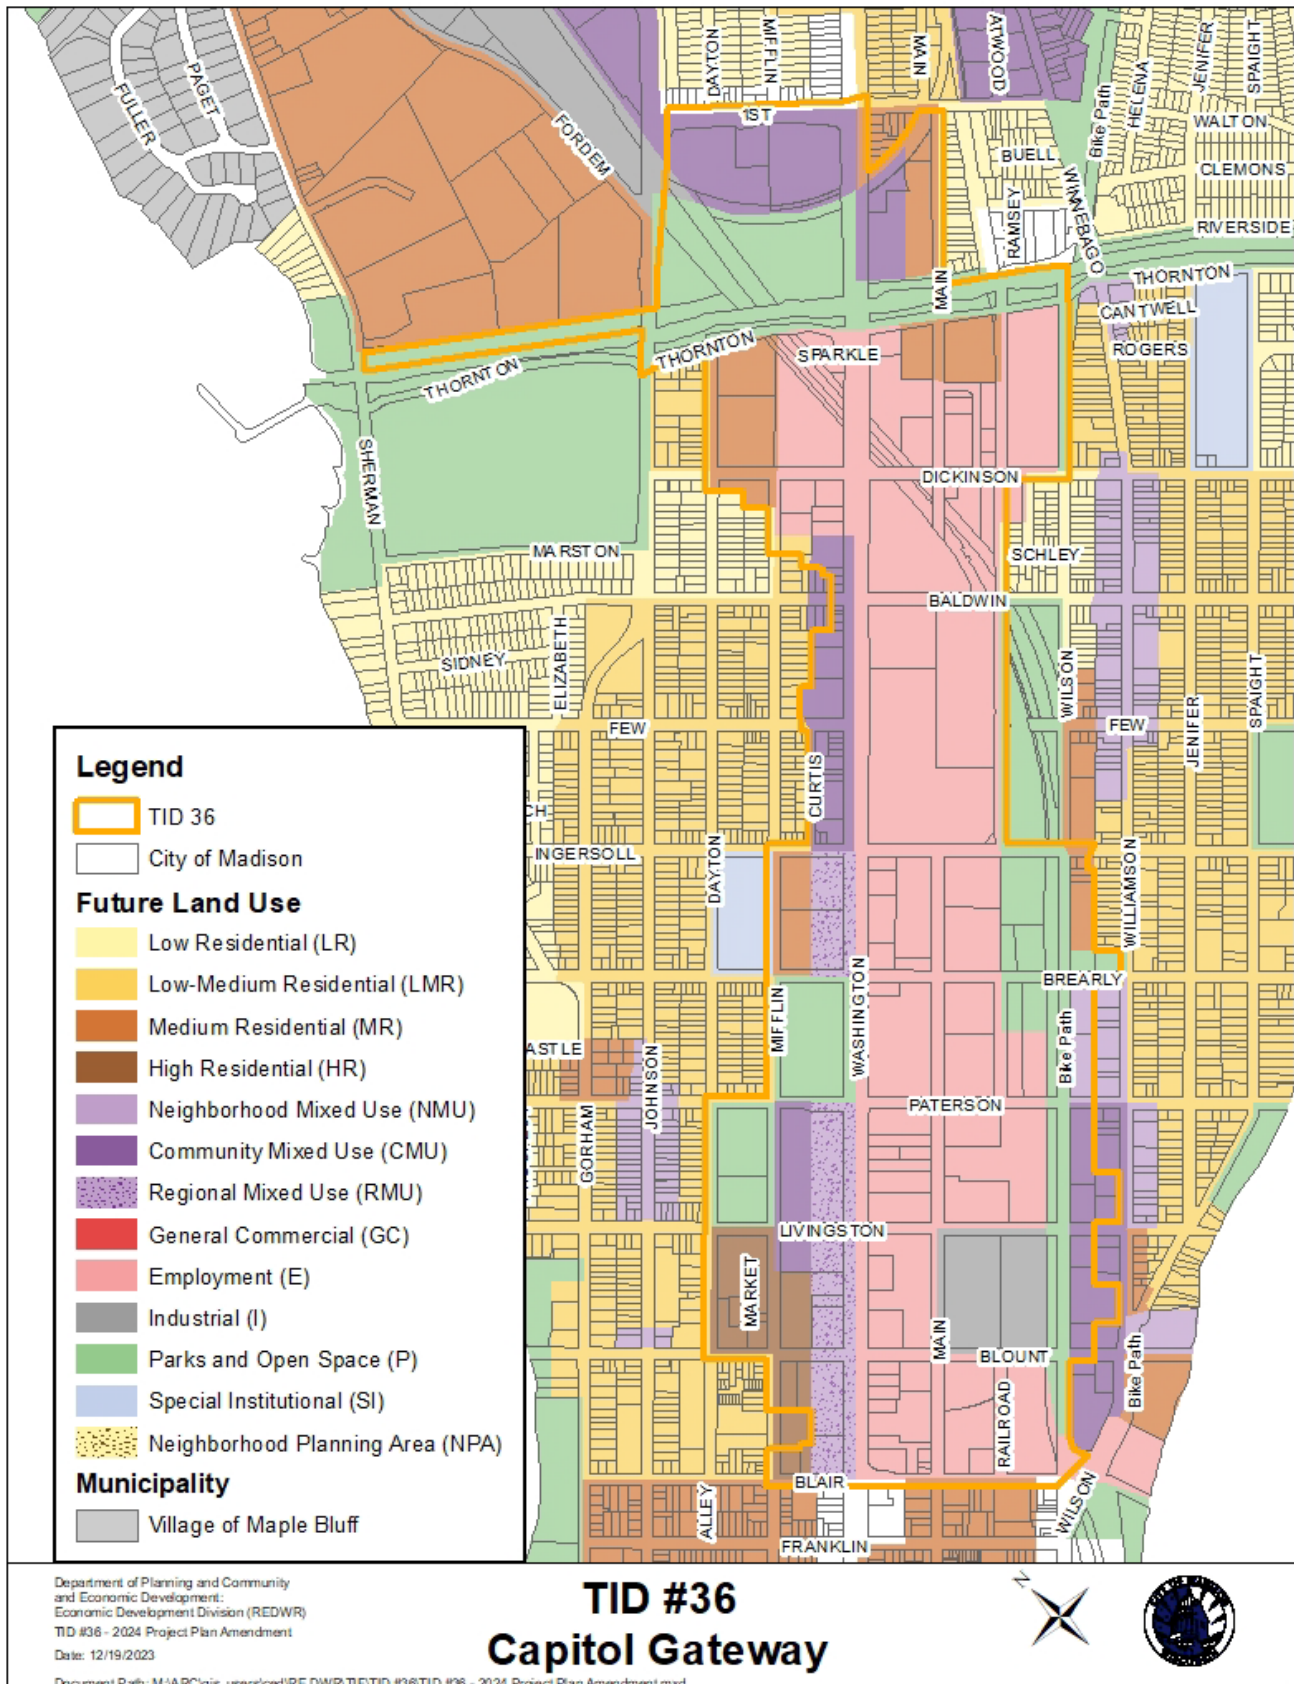 DAYTON
MIFFLIN
MAIN
ATWOOD
HELENA
JENIFER
SPAIGHT
PAGET
FULLER
FORDEM
1ST
Bike Path
WALTON
BUELL
CLEMONS
WINNEBAGO
RAMSEY
RIVERSIDE
THORNTON
MAIN
CANTWELL
ROGERS
THORNTON
THORNTON
SPARKLE
SHERMAN
DICKINSON
MARSTON
SCHLEY
BALDWIN
SIDNEY
ELIZABETH
WILSON
SPAIGHT
FEW
FEW
JENIFER
CURTIS
CH
INGERSOLL
DAYTON
WILLIAMSON
BREARLY
MIFFLIN
WASHINGTON
Bike Path
ASTLE
JOHNSON
GORHAM
PATERSON
LIVINGSTON
MARKET
MAIN
BLOUNT
Bike Path
RAILROAD
BLAIR
ALLEY
WILSON
FRANKLIN
Legend
TID 36
City of Madison
Future Land Use
Low Residential (LR)
Low-Medium Residential (LMR)
Medium Residential (MR)
High Residential (HR)
Neighborhood Mixed Use (NMU)
Community Mixed Use (CMU)
Regional Mixed Use (RMU)
General Commercial (GC)
Employment (E)
Industrial (I)
Parks and Open Space (P)
Special Institutional (SI)
Neighborhood Planning Area (NPA)
Municipality
Village of Maple Bluff
Department of Planning and Community
and Economic Development:
Economic Development Division (REDWR)
TID #36 - 2024 Project Plan Amendment
Date: 12/19/2023
TID #36
Capitol Gateway
N